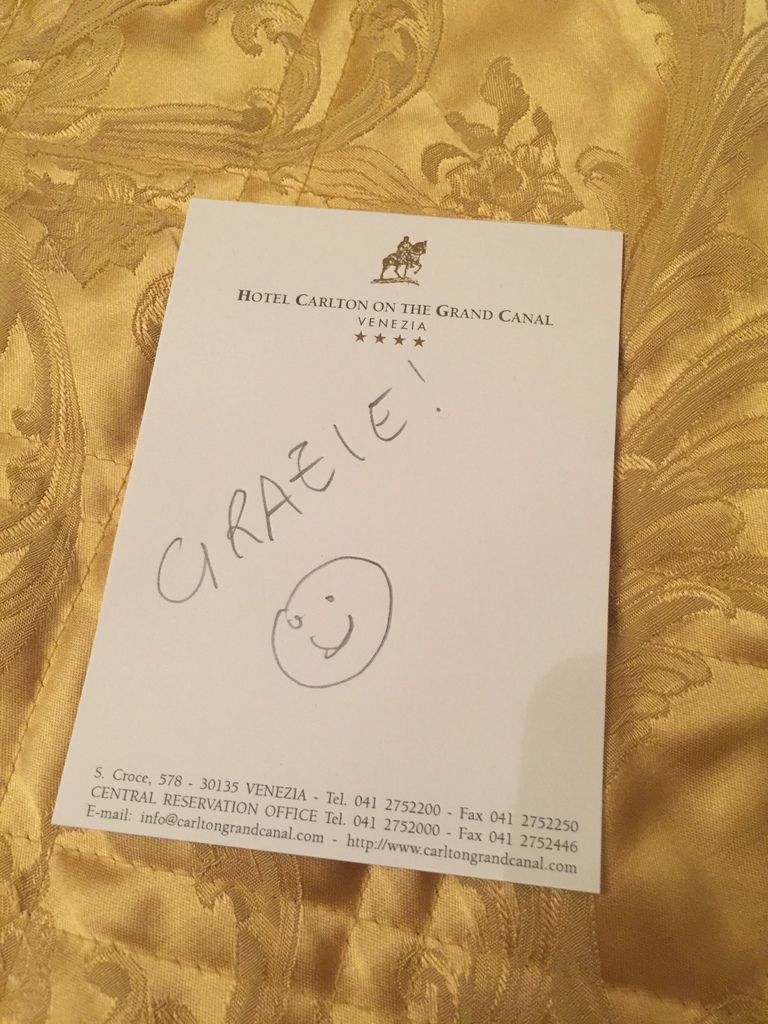 HOTEL CARLTON ON THE GRAND CANAL
VENEZIA
★★★★
GRAZIE!
S. Croce, 578 - 30135 VENEZIA - Tel. 041 2752200 - Fax 041 2752250
CENTRAL RESERVATION OFFICE Tel. 041 2752000 - Fax 041 2752446
E-mail: info@carltongrandcanal.com - http://www.carltongrandcanal.com